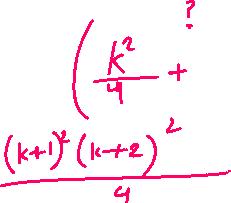 ?
( k²/4 +
(k+1)² (k+2)² / 4